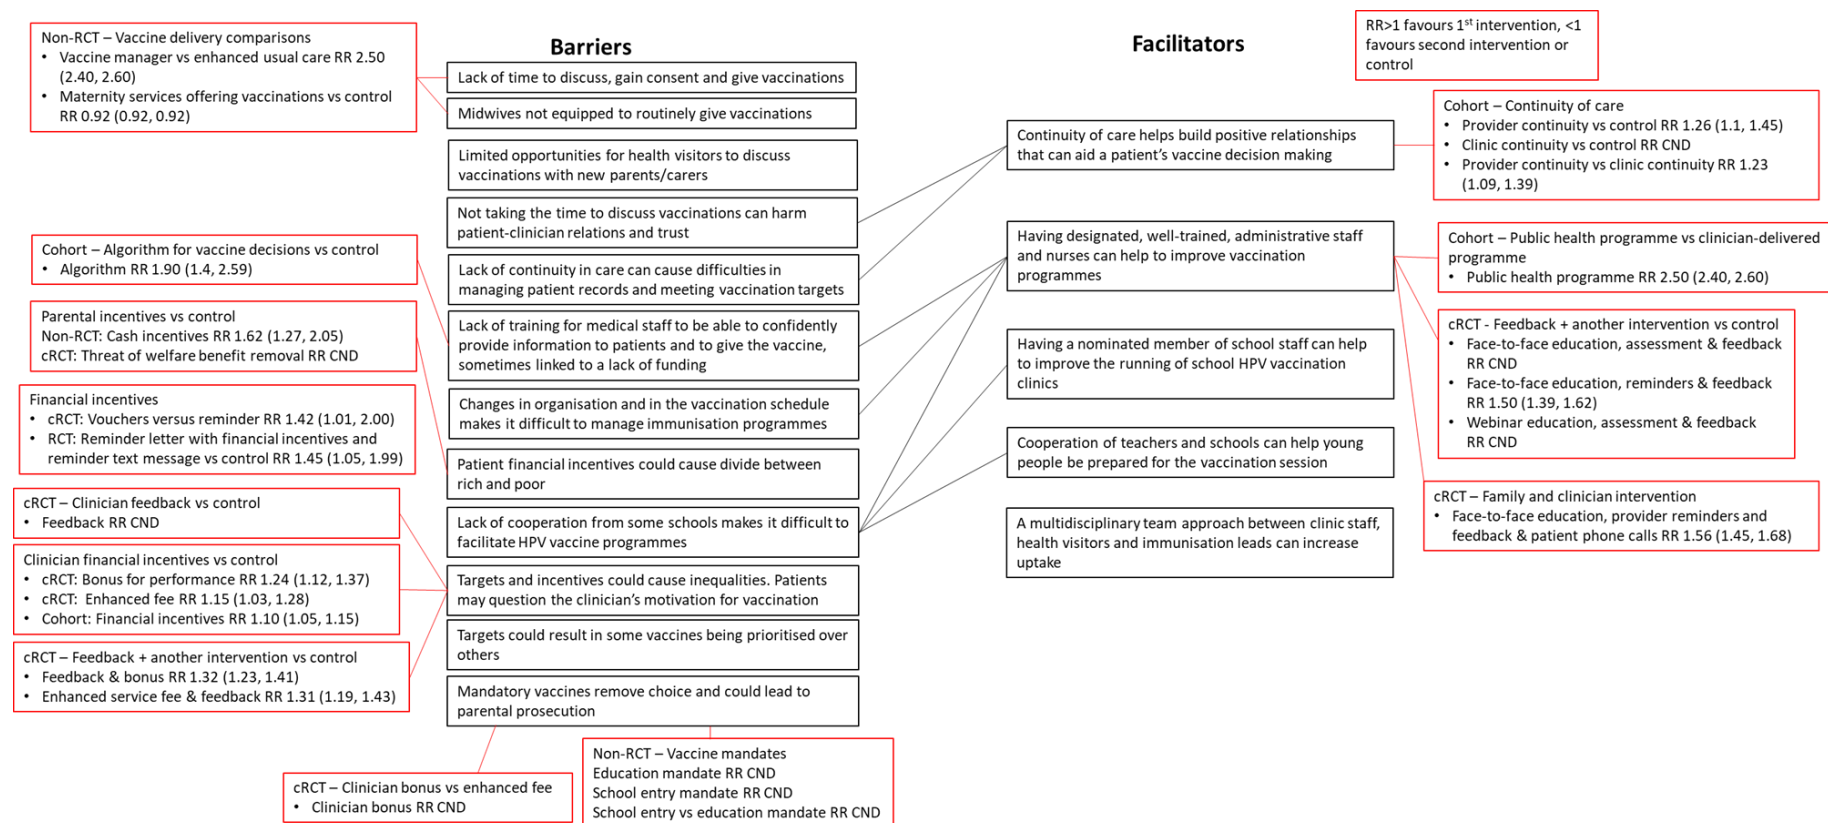 Barriers
Facilitators
RR>1 favours 1st intervention, <1
favours second intervention or
control
Non-RCT – Vaccine delivery comparisons
• Vaccine manager vs enhanced usual care RR 2.50
(2.40, 2.60)
• Maternity services offering vaccinations vs control
RR 0.92 (0.92, 0.92)
Cohort – Algorithm for vaccine decisions vs control
• Algorithm RR 1.90 (1.4, 2.59)
Parental incentives vs control
Non-RCT: Cash incentives RR 1.62 (1.27, 2.05)
cRCT: Threat of welfare benefit removal RR CND
Financial incentives
• cRCT: Vouchers versus reminder RR 1.42 (1.01, 2.00)
• RCT: Reminder letter with financial incentives and
reminder text message vs control RR 1.45 (1.05, 1.99)
cRCT – Clinician feedback vs control
• Feedback RR CND
Clinician financial incentives vs control
• cRCT: Bonus for performance RR 1.24 (1.12, 1.37)
• cRCT: Enhanced fee RR 1.15 (1.03, 1.28)
• Cohort: Financial incentives RR 1.10 (1.05, 1.15)
cRCT – Feedback + another intervention vs control
• Feedback & bonus RR 1.32 (1.23, 1.41)
• Enhanced service fee & feedback RR 1.31 (1.19, 1.43)
cRCT – Clinician bonus vs enhanced fee
• Clinician bonus RR CND
Non-RCT – Vaccine mandates
Education mandate RR CND
School entry mandate RR CND
School entry vs education mandate RR CND
Lack of time to discuss, gain consent and give vaccinations
Midwives not equipped to routinely give vaccinations
Limited opportunities for health visitors to discuss
vaccinations with new parents/carers
Not taking the time to discuss vaccinations can harm
patient-clinician relations and trust
Lack of continuity in care can cause difficulties in
managing patient records and meeting vaccination targets
Lack of training for medical staff to be able to confidently
provide information to patients and to give the vaccine,
sometimes linked to a lack of funding
Changes in organisation and in the vaccination schedule
makes it difficult to manage immunisation programmes
Patient financial incentives could cause divide between
rich and poor
Lack of cooperation from some schools makes it difficult to
facilitate HPV vaccine programmes
Targets and incentives could cause inequalities. Patients
may question the clinician's motivation for vaccination
Targets could result in some vaccines being prioritised over
others
Mandatory vaccines remove choice and could lead to
parental prosecution
Continuity of care helps build positive relationships
that can aid a patient's vaccine decision making
Having designated, well-trained, administrative staff
and nurses can help to improve vaccination
programmes
Having a nominated member of school staff can help
to improve the running of school HPV vaccination
clinics
Cooperation of teachers and schools can help young
people be prepared for the vaccination session
A multidisciplinary team approach between clinic staff,
health visitors and immunisation leads can increase
uptake
Cohort – Continuity of care
• Provider continuity vs control RR 1.26 (1.1, 1.45)
• Clinic continuity vs control RR CND
• Provider continuity vs clinic continuity RR 1.23
(1.09, 1.39)
Cohort – Public health programme vs clinician-delivered
programme
• Public health programme RR 2.50 (2.40, 2.60)
cRCT - Feedback + another intervention vs control
• Face-to-face education, assessment & feedback
RR CND
• Face-to-face education, reminders & feedback
RR 1.50 (1.39, 1.62)
• Webinar education, assessment & feedback
RR CND
cRCT – Family and clinician intervention
• Face-to-face education, provider reminders and
feedback & patient phone calls RR 1.56 (1.45, 1.68)